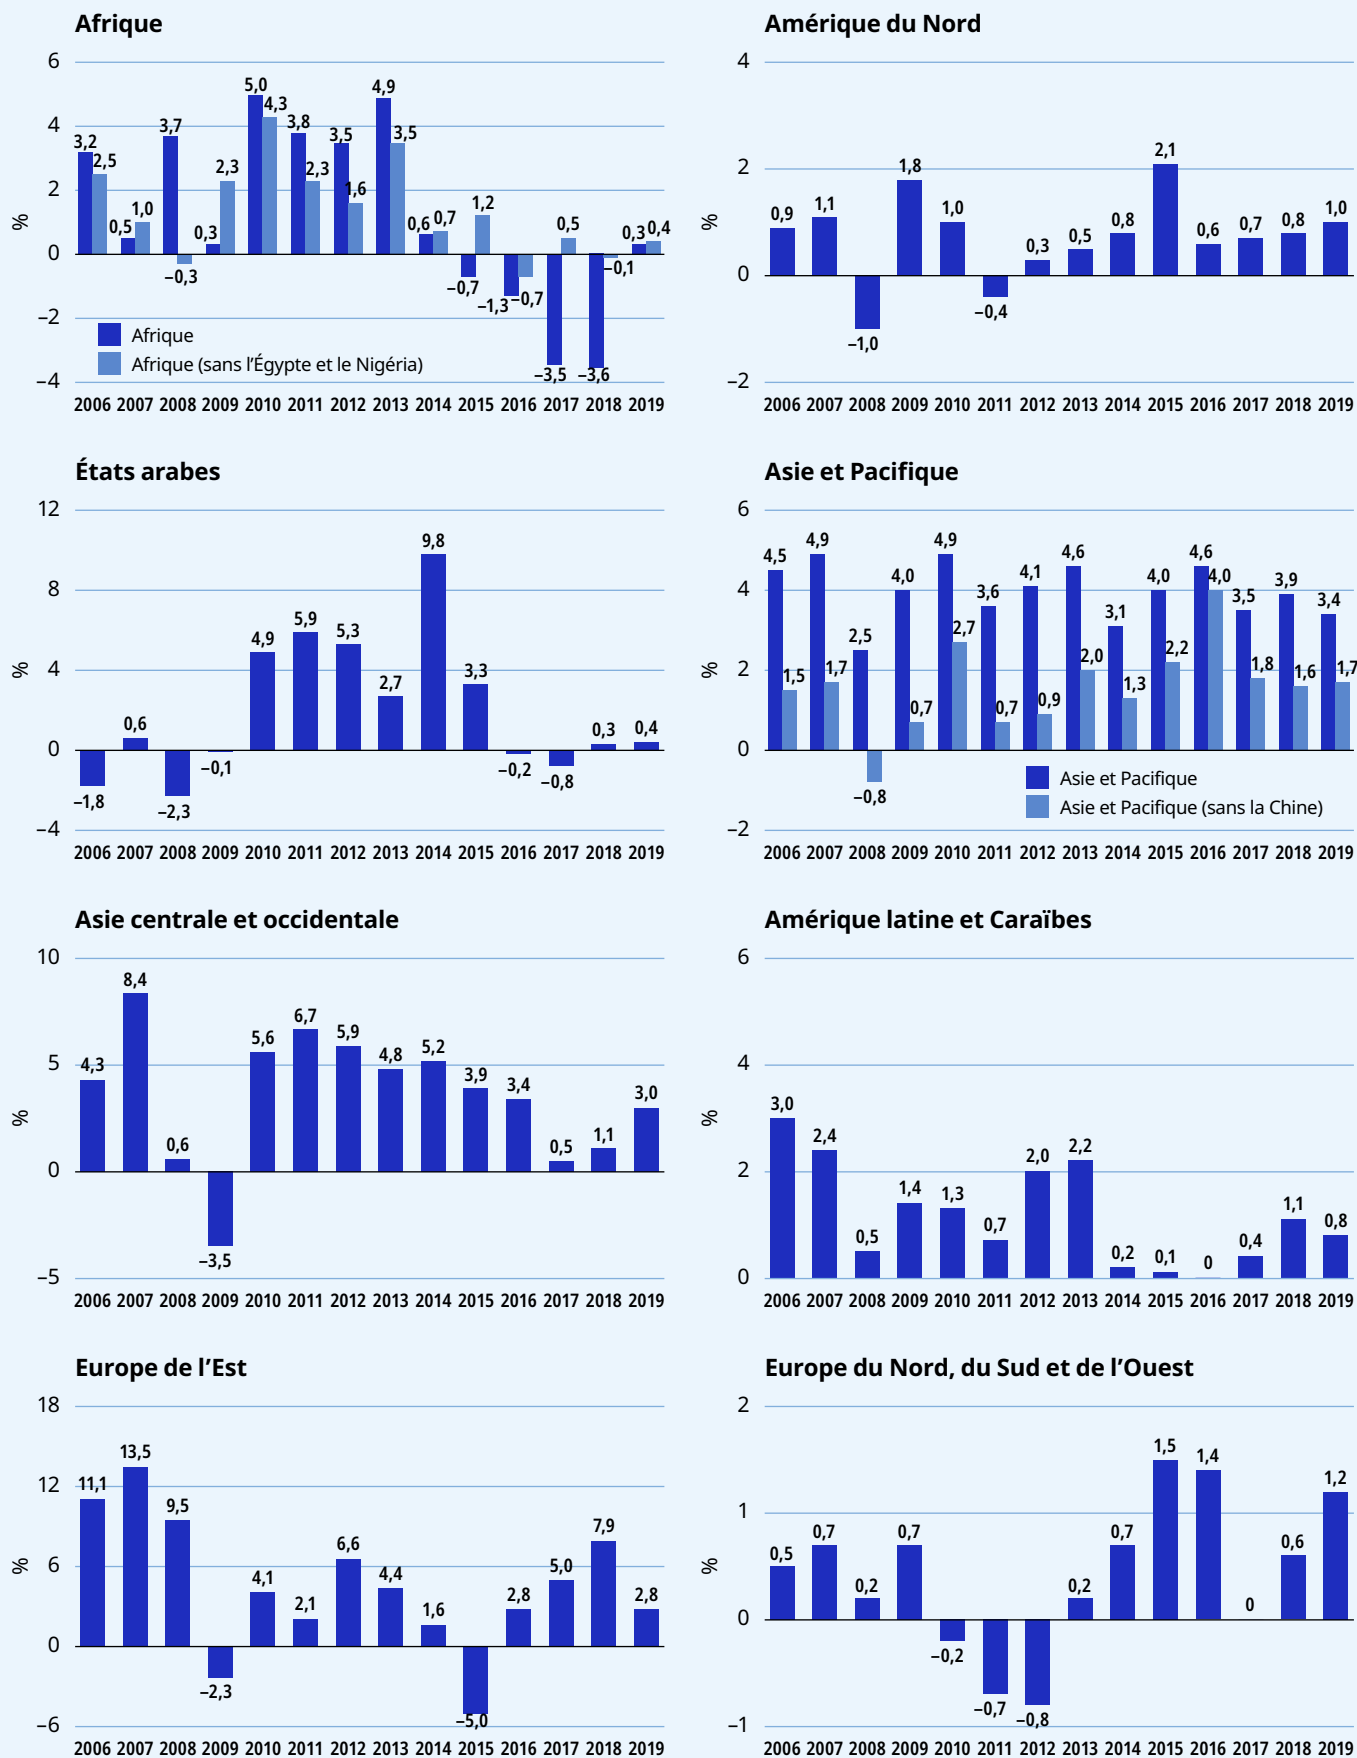 Afrique
6
4
2
0
−2
−4
%
3,2 2,5 0,5 1,0 3,7 −0,3 0,3 2,3 5,0 4,3 3,8 2,3 3,5 1,6 4,9 3,5 0,6 0,7 −0,7 1,2 −1,3 −0,7 −3,5 0,5 −3,6 −0,1 0,3 0,4
Afrique
Afrique (sans l’Égypte et le Nigéria)
2006 2007 2008 2009 2010 2011 2012 2013 2014 2015 2016 2017 2018 2019
Amérique du Nord
4
2
0
−2
%
0,9 1,1 −1,0 1,8 1,0 −0,4 0,3 0,5 0,8 2,1 0,6 0,7 0,8 1,0
2006 2007 2008 2009 2010 2011 2012 2013 2014 2015 2016 2017 2018 2019
États arabes
12
8
4
0
−4
%
−1,8 0,6 −2,3 −0,1 4,9 5,9 5,3 2,7 9,8 3,3 −0,2 −0,8 0,3 0,4
2006 2007 2008 2009 2010 2011 2012 2013 2014 2015 2016 2017 2018 2019
Asie et Pacifique
6
4
2
0
−2
%
4,5 1,5 4,9 1,7 2,5 −0,8 4,0 0,7 4,9 2,7 3,6 0,7 4,1 0,9 4,6 2,0 3,1 1,3 4,0 2,2 4,6 4,0 3,5 1,8 3,9 1,6 3,4 1,7
Asie et Pacifique
Asie et Pacifique (sans la Chine)
2006 2007 2008 2009 2010 2011 2012 2013 2014 2015 2016 2017 2018 2019
Asie centrale et occidentale
10
5
0
−5
%
4,3 8,4 0,6 −3,5 5,6 6,7 5,9 4,8 5,2 3,9 3,4 0,5 1,1 3,0
2006 2007 2008 2009 2010 2011 2012 2013 2014 2015 2016 2017 2018 2019
Amérique latine et Caraïbes
6
4
2
0
%
3,0 2,4 0,5 1,4 1,3 0,7 2,0 2,2 0,2 0,1 0 0,4 1,1 0,8
2006 2007 2008 2009 2010 2011 2012 2013 2014 2015 2016 2017 2018 2019
Europe de l’Est
18
12
6
0
−6
%
11,1 13,5 9,5 −2,3 4,1 2,1 6,6 4,4 1,6 −5,0 2,8 5,0 7,9 2,8
2006 2007 2008 2009 2010 2011 2012 2013 2014 2015 2016 2017 2018 2019
Europe du Nord, du Sud et de l’Ouest
2
1
0
−1
%
0,5 0,7 0,2 0,7 −0,2 −0,7 −0,8 0,2 0,7 1,5 1,4 0 0,6 1,2
2006 2007 2008 2009 2010 2011 2012 2013 2014 2015 2016 2017 2018 2019